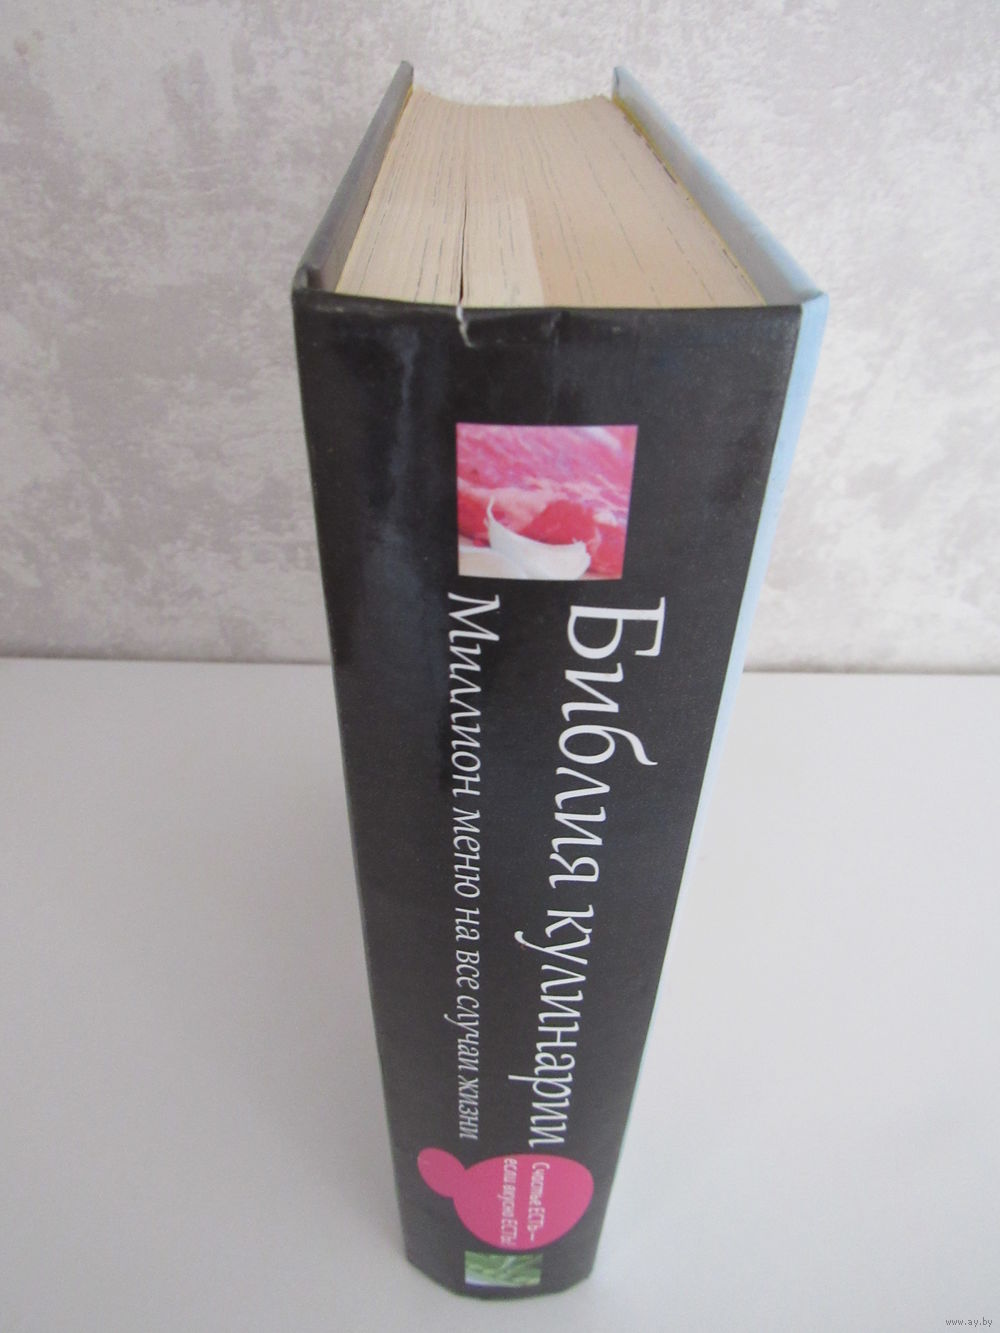 Библия кулинарии
Миллион меню на все случаи жизни
Счастье ЕСТЬ –
если вкусно ЕСТЬ!
www.ay.by